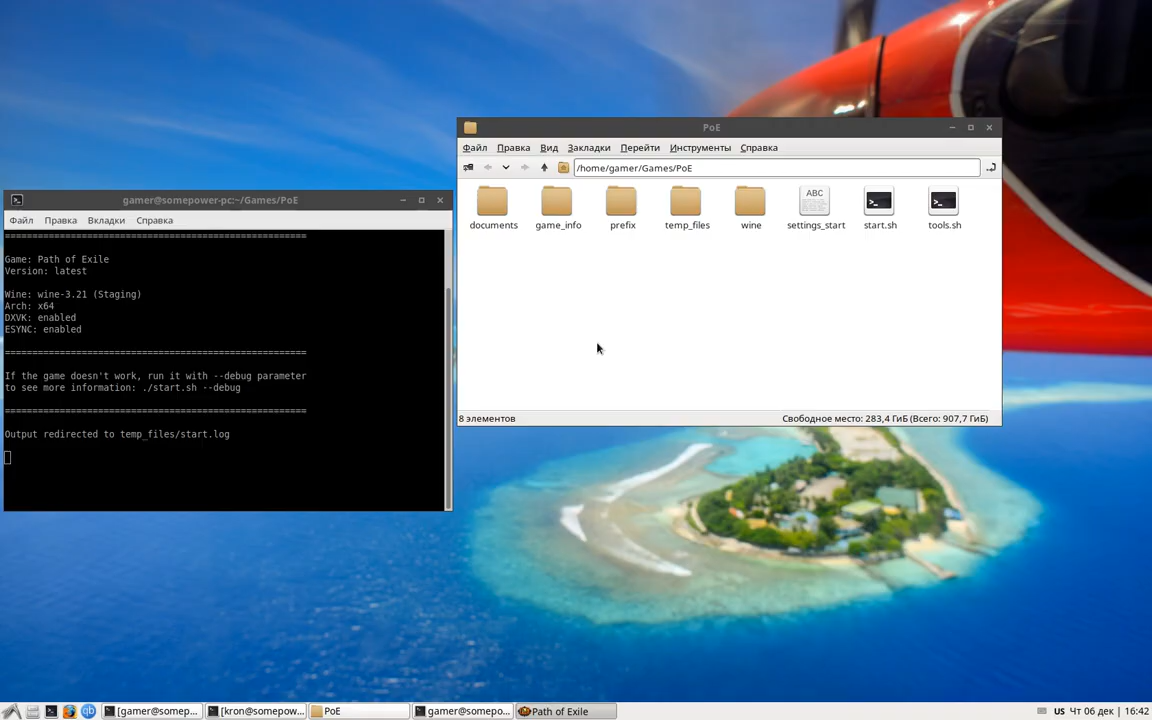 PoE
Файл Правка Вид Закладки Перейти Инструменты Справка
/home/gamer/Games/PoE
documents game_info prefix temp_files wine settings_start start.sh tools.sh
ABC
8 элементов Свободное место: 283,4 ГиБ (Всего: 907,7 ГиБ)
gamer@somepower-pc:~/Games/PoE
Файл Правка Вкладки Справка
=====================================================
Game: Path of Exile
Version: latest
Wine: wine-3.21 (Staging)
Arch: x64
DXVK: enabled
ESYNC: enabled
=====================================================
If the game doesn't work, run it with --debug parameter
to see more information: ./start.sh --debug
=====================================================
Output redirected to temp_files/start.log
qb [gamer@somep... [kron@somepow... PoE gamer@somepo... Path of Exile US Чт 06 дек | 16:42